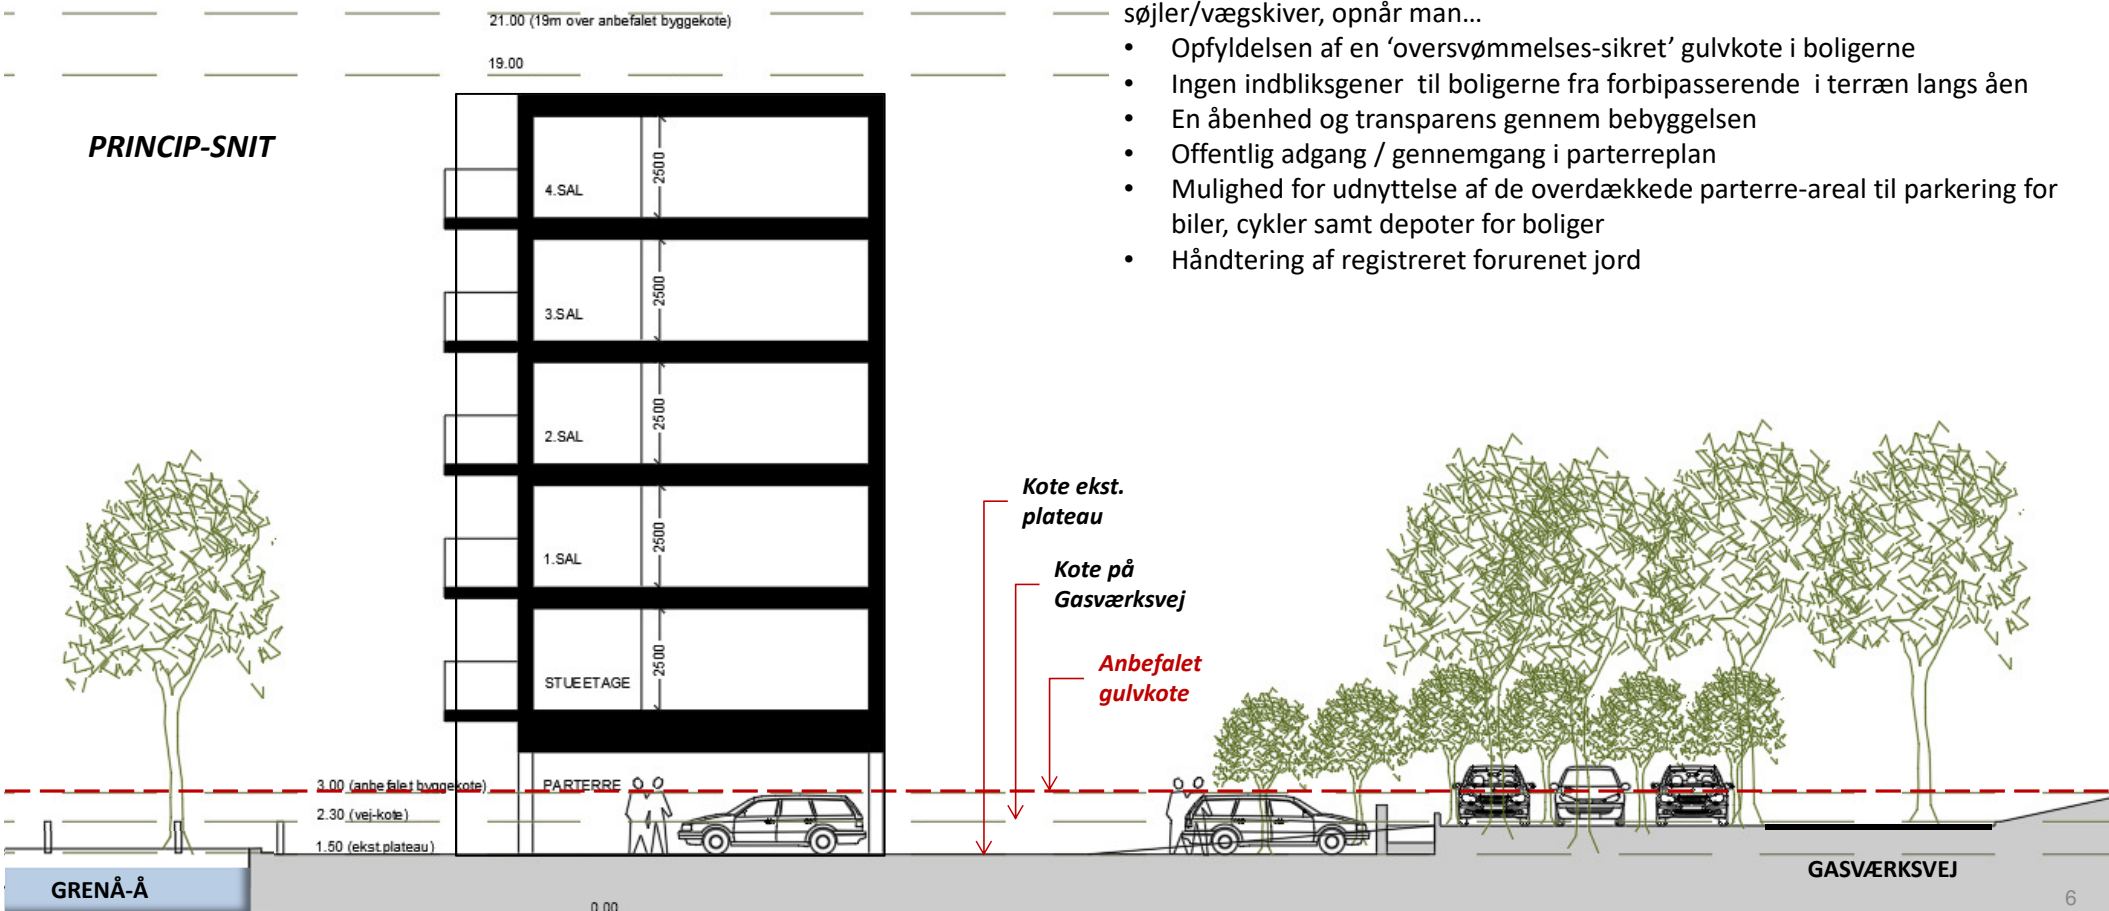 21.00 (19m over anbefalet byggekote)
19.00
søjler/vægskiver, opnår man…
• Opfyldelsen af en ‘oversvømmelses-sikret’ gulvkote i boligerne
• Ingen indbliksgener til boligerne fra forbipasserende i terræn langs åen
• En åbenhed og transparens gennem bebyggelsen
• Offentlig adgang / gennemgang i parterreplan
• Mulighed for udnyttelse af de overdækkede parterre-areal til parkering for
biler, cykler samt depoter for boliger
• Håndtering af registreret forurenet jord
PRINCIP-SNIT
4.SAL
2500
3.SAL
2500
2.SAL
2500
1.SAL
2500
STUEETAGE
2500
PARTERRE
Kote ekst.
plateau
Kote på
Gasværksvej
Anbefalet
gulvkote
3.00 (anbefalet byggekote)
2.30 (vej-kote)
1.50 (ekst.plateau)
GRENÅ-Å
0.00
GASVÆRKSVEJ
6